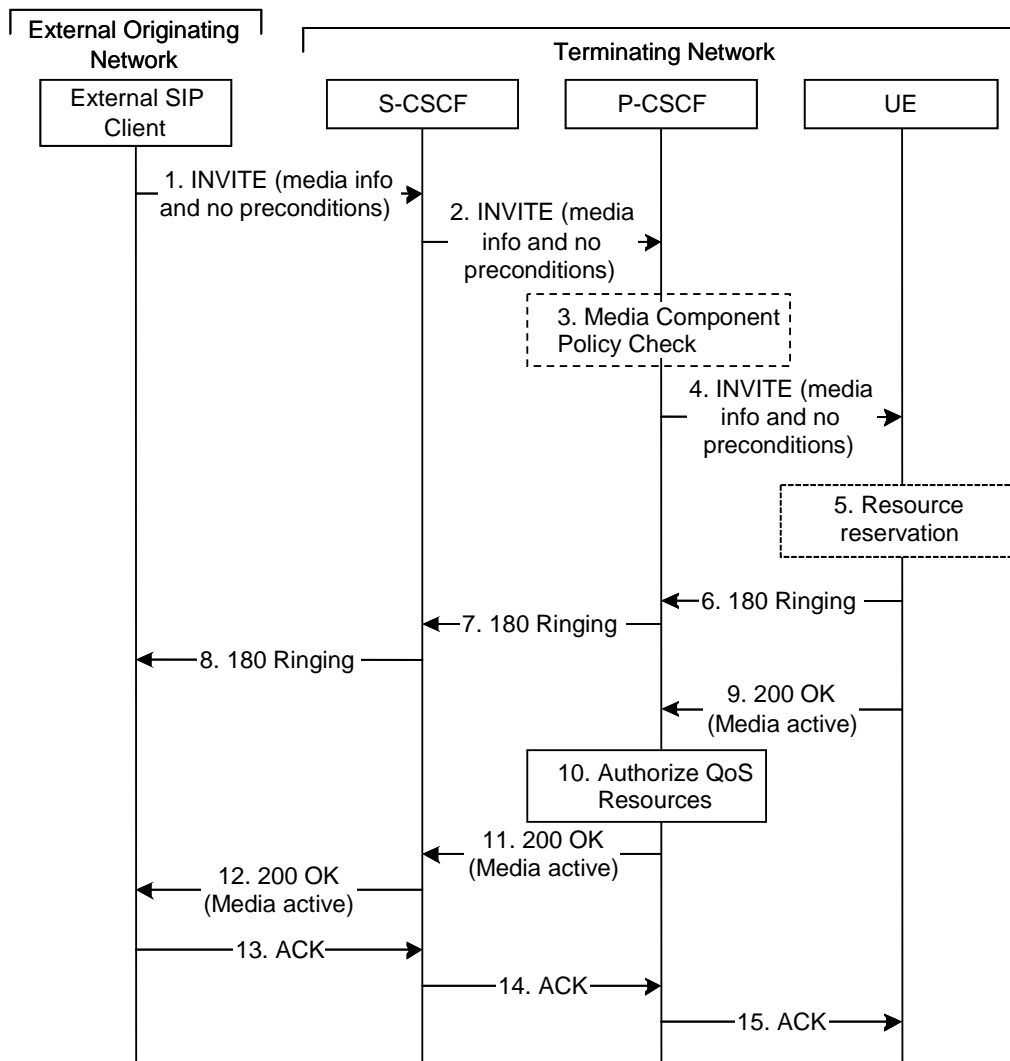 External Originating
Network
Terminating Network
External SIP
Client
S-CSCF
P-CSCF
UE
1. INVITE (media info
and no preconditions)
2. INVITE (media
info and no
preconditions)
3. Media Component
Policy Check
4. INVITE (media
info and no
preconditions)
5. Resource
reservation
6. 180 Ringing
7. 180 Ringing
8. 180 Ringing
9. 200 OK
(Media active)
10. Authorize QoS
Resources
11. 200 OK
(Media active)
12. 200 OK
(Media active)
13. ACK
14. ACK
15. ACK